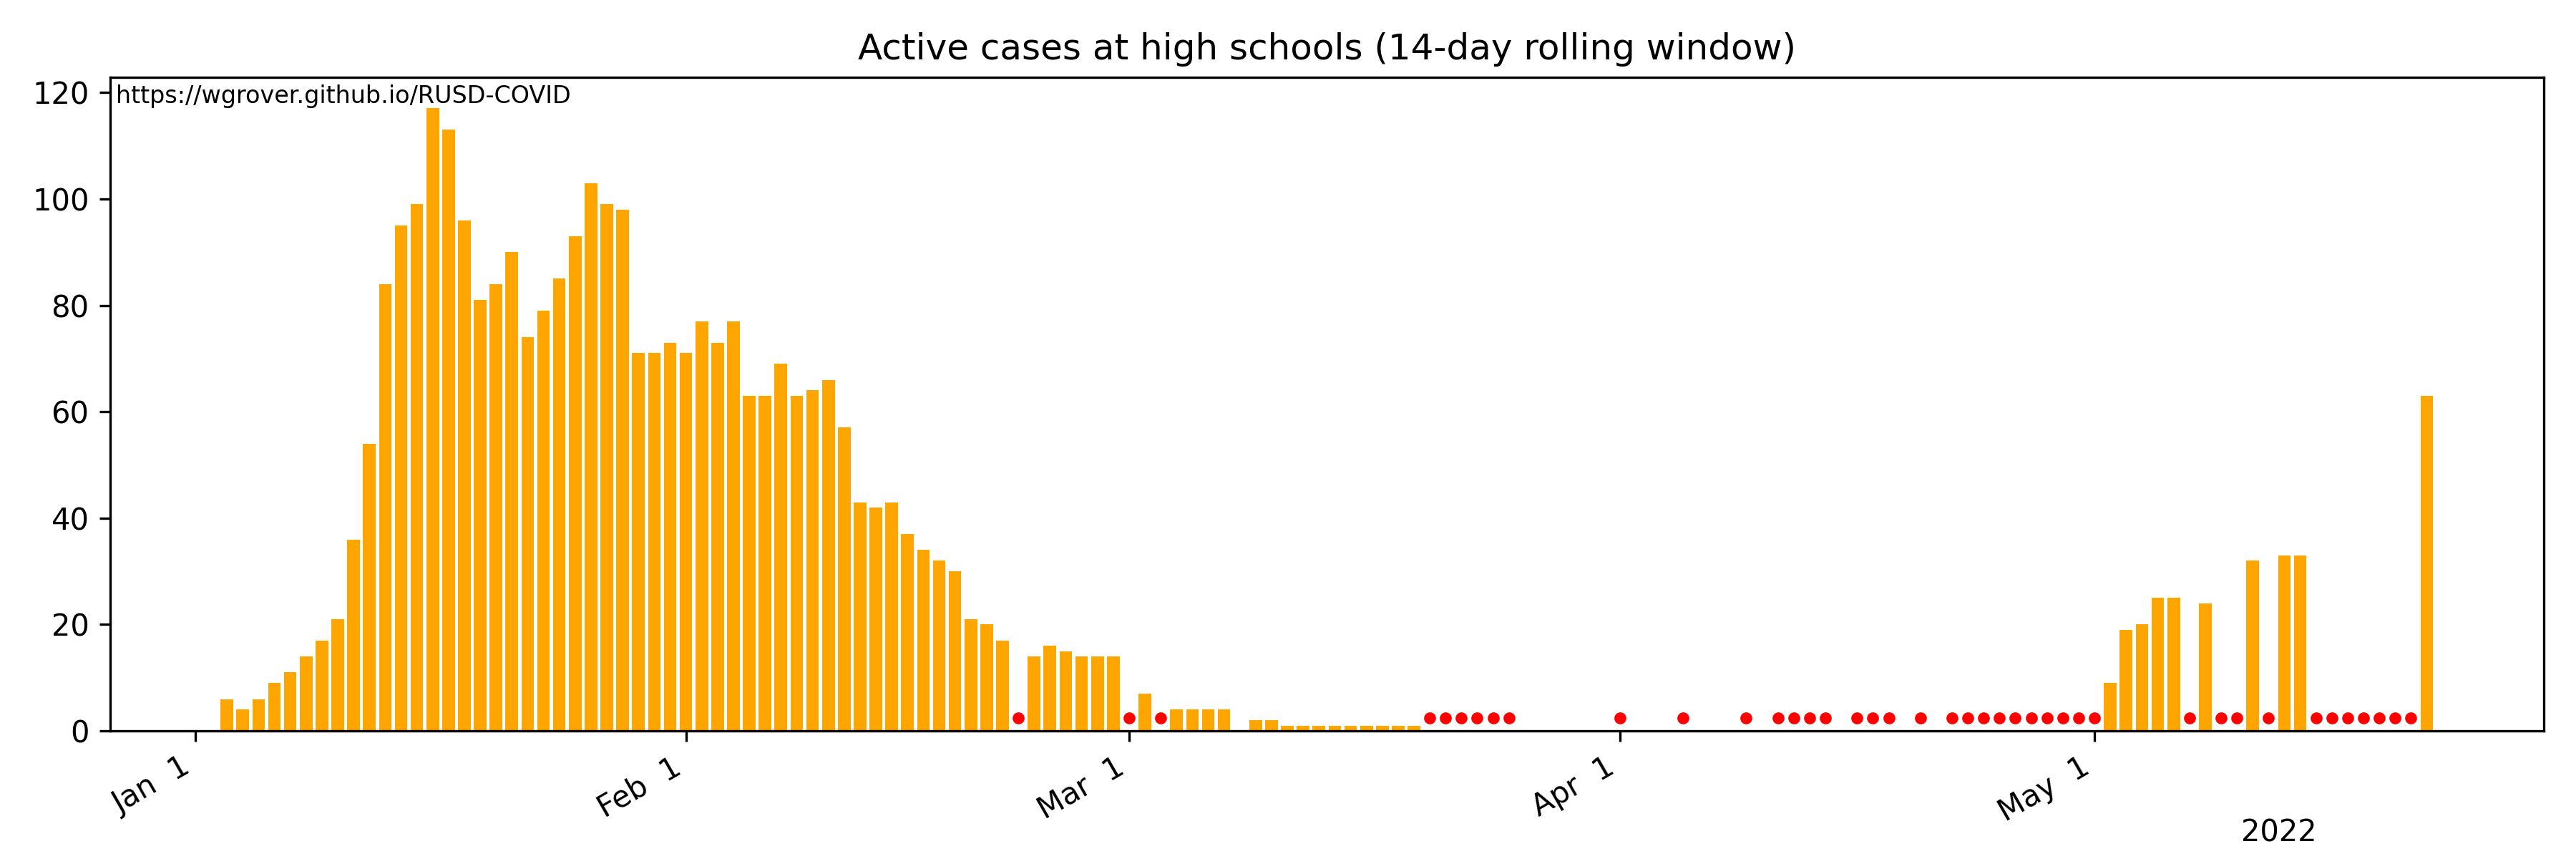 Active cases at high schools (14-day rolling window)
https://wgrover.github.io/RUSD-COVID
120
100
80
60
40
20
0
Jan 1
Feb 1
Mar 1
Apr 1
May 1
2022